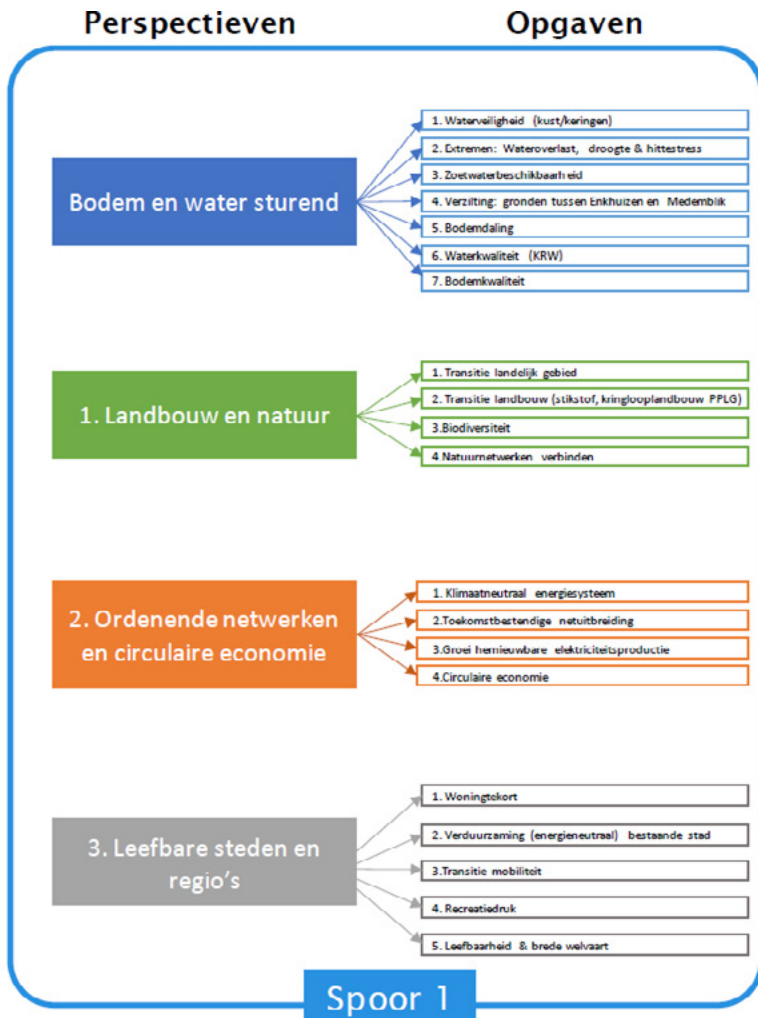 Perspectieven
Opgaven
Bodem en water sturend
1. Waterveiligheid (kust/keringen)
2. Extremen: Wateroverlast, droogte & hittestress
3. Zoetwaterbeschikbaarheid
4. Verzilting: gronden tussen Enkhuizen en Medemblik
5. Bodemdaling
6. Waterkwaliteit (KRW)
7. Bodemkwaliteit
1. Landbouw en natuur
1. Transitie landelijk gebied
2. Transitie landbouw (stikstof, kringlooplandbouw PPLG)
3.Biodiversiteit
4.Natuurnetwerken verbinden
2. Ordenende netwerken
en circulaire economie
1. Klimaatneutraal energiesysteem
2.Toekomstbestendige netuitbreiding
3.Groei hernieuwbare elektriciteitsproductie
4.Circulaire economie
3. Leefbare steden en
regio's
1. Woningtekort
2. Verduurzaming (energieneutraal) bestaande stad
3.Transitie mobiliteit
4. Recreatiedruk
5. Leefbaarheid & brede welvaart
Spoor 1